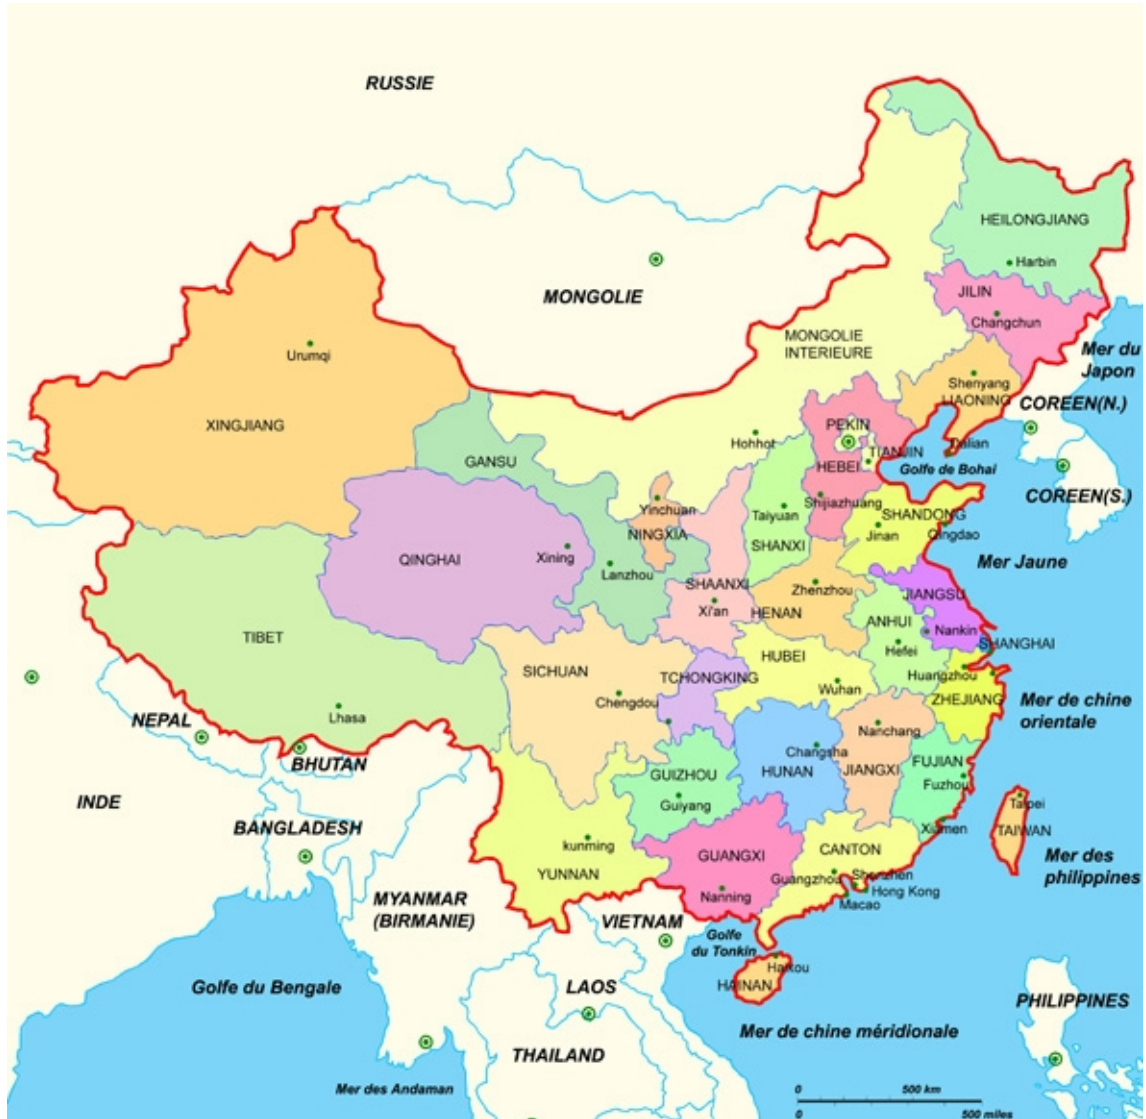 RUSSIE
HEILONGJIANG
Harbin
JILIN
Changchun
MONGOLIE
MONGOLIE
INTERIEURE
Mer du
Japon
Urumqi
Shenyang
LIAONING
COREEN(N.)
XINGJIANG
PEKIN
Hohhot
TIANJIN
Dalian
GANSU
HEBEI
Golfe de Bohai
COREEN(S.)
Shijiazhuang
Yinchuan
Taiyuan
SHANDONG
Jinan
Qingdao
NINGXIA
SHANXI
QINGHAI
Xining
Lanzhou
Mer Jaune
SHAANXI
Zhenzhou
JIANGSU
Xi'an
HENAN
ANHUI
Nankin
TIBET
Hefei
SHANGHAI
HUBEI
SICHUAN
TCHONGKING
Huangzhou
Wuhan
Chengdou
ZHEJIANG
Mer de chine
orientale
Lhasa
NEPAL
Nanchang
Changsha
BHUTAN
FUJIAN
GUIZHOU
HUNAN
JIANGXI
Fuzhou
INDE
Guiyang
Taipei
BANGLADESH
Xiamen
TAIWAN
kunming
CANTON
GUANGXI
Mer des
philippines
YUNNAN
Guangzhou
Shenzhen
Hong Kong
Nanning
Macao
MYANMAR
(BIRMANIE)
VIETNAM
Golfe
du Tonkin
Haikou
Golfe du Bengale
LAOS
HAINAN
PHILIPPINES
Mer de chine méridionale
THAILAND
Mer des Andaman
0 500 km
0 500 miles